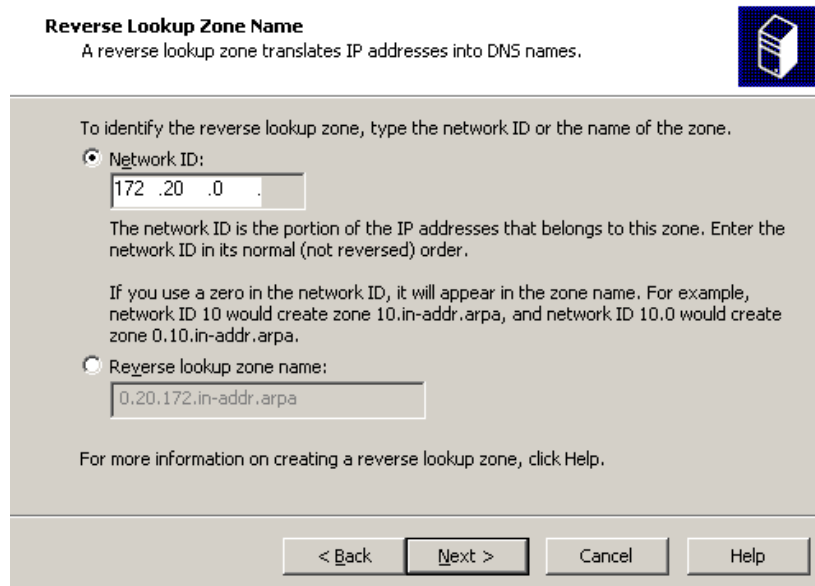 Reverse Lookup Zone Name
A reverse lookup zone translates IP addresses into DNS names.
To identify the reverse lookup zone, type the network ID or the name of the zone.
Network ID:
172 .20 .0 .
The network ID is the portion of the IP addresses that belongs to this zone. Enter the
network ID in its normal (not reversed) order.
If you use a zero in the network ID, it will appear in the zone name. For example,
network ID 10 would create zone 10.in-addr.arpa, and network ID 10.0 would create
zone 0.10.in-addr.arpa.
Reverse lookup zone name:
0.20.172.in-addr.arpa
For more information on creating a reverse lookup zone, click Help.
< Back Next > Cancel Help